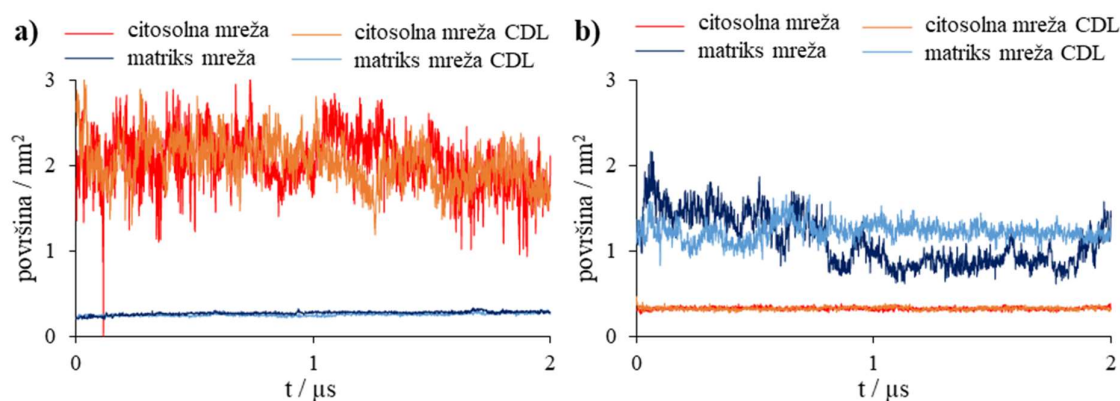 a) citosolna mreža citosolna mreža CDL
matriks mreža matriks mreža CDL
površina / nm²
3
2
1
0
0 1 2
t / µs
b) citosolna mreža citosolna mreža CDL
matriks mreža matriks mreža CDL
površina / nm²
3
2
1
0
0 1 2
t / µs